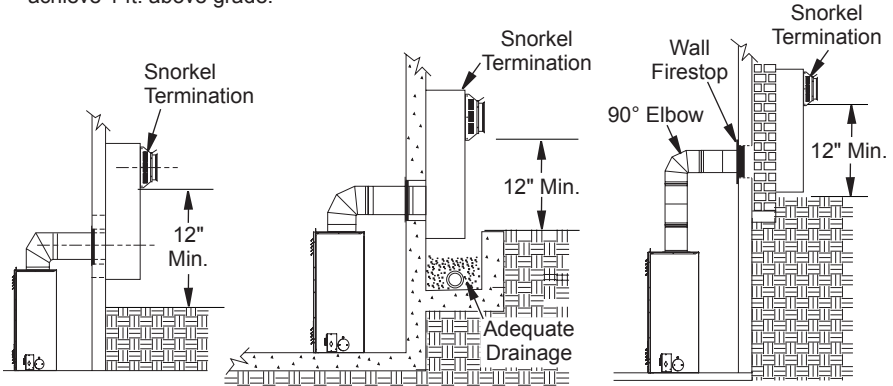 achieve 1 ft. above grade.
Snorkel
Termination
12"
Min.
Snorkel
Termination
12" Min.
Adequate
Drainage
Snorkel
Termination
Wall
Firestop
90° Elbow
12" Min.